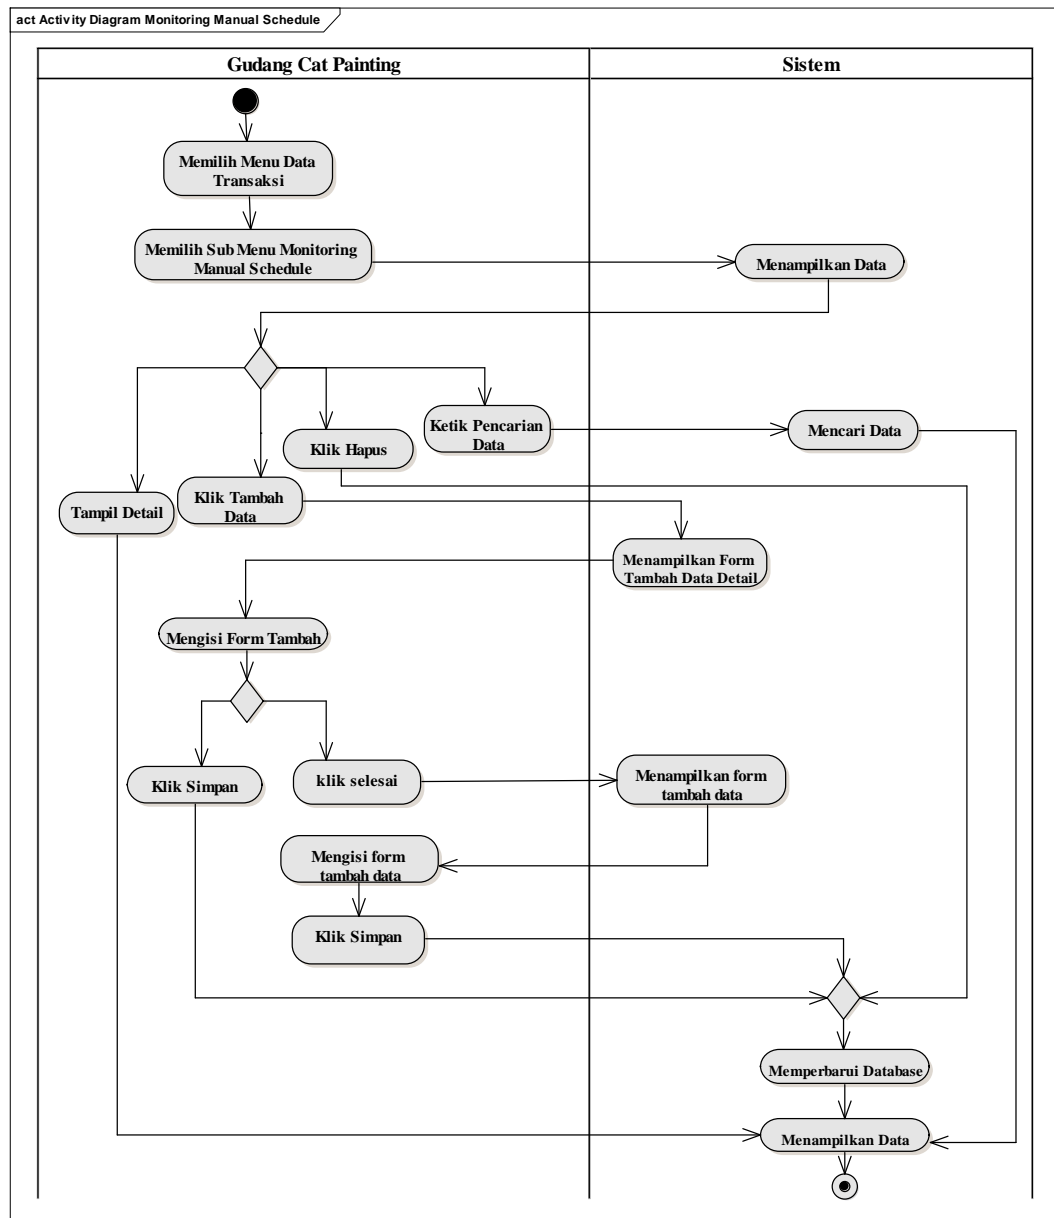 act Activity Diagram Monitoring Manual Schedule
Gudang Cat Painting
Sistem
Memilih Menu Data
Transaksi
Memilih Sub Menu Monitoring
Manual Schedule
Menampilkan Data
Ketik Pencarian
Data
Mencari Data
Klik Hapus
Klik Tambah
Data
Tampil Detail
Menampilkan Form
Tambah Data Detail
Mengisi Form Tambah
Klik Simpan
klik selesai
Menampilkan form
tambah data
Mengisi form
tambah data
Klik Simpan
Memperbarui Database
Menampilkan Data